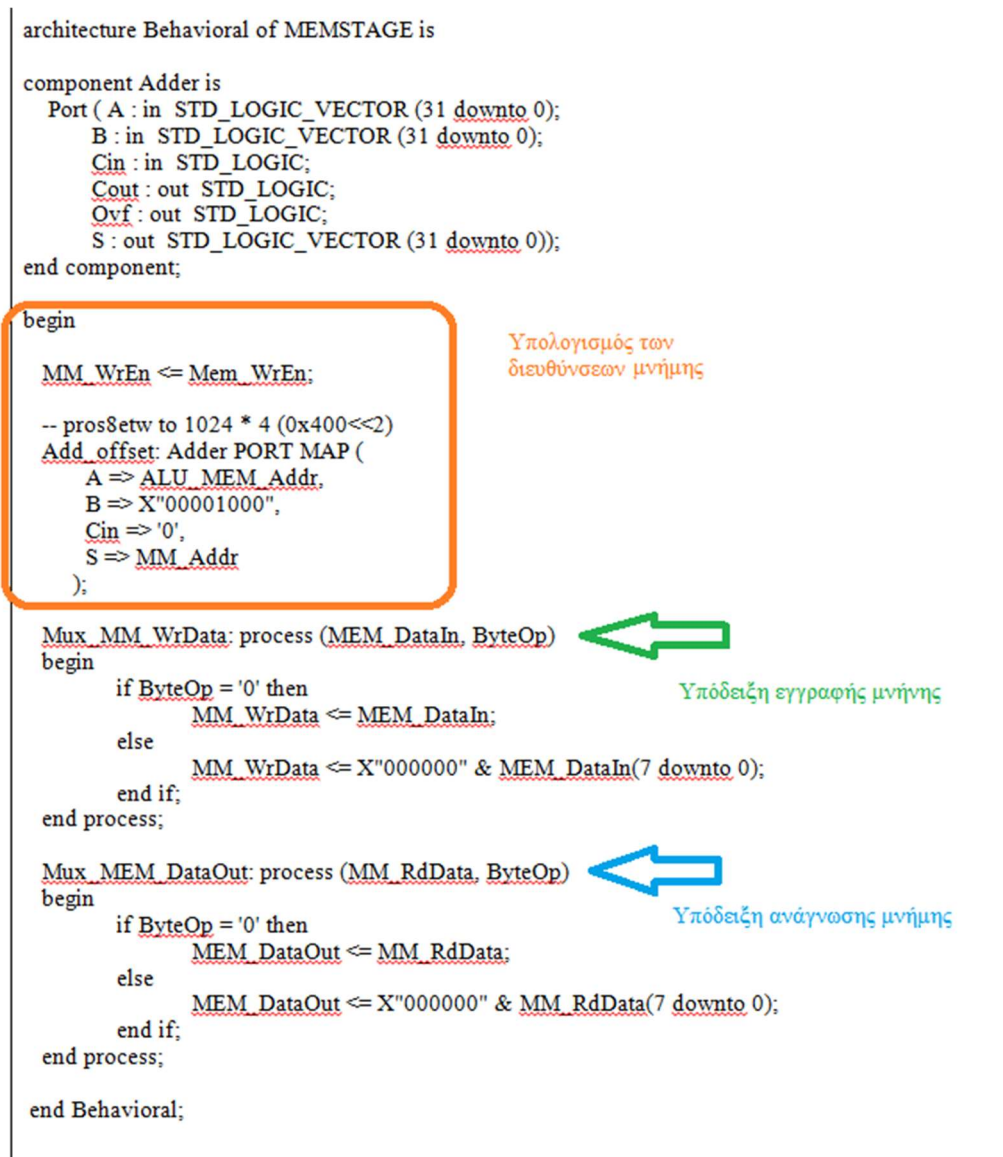 architecture Behavioral of MEMSTAGE is
component Adder is
Port ( A : in STD_LOGIC_VECTOR (31 downto 0);
B : in STD_LOGIC_VECTOR (31 downto 0);
Cin : in STD_LOGIC;
Cout : out STD_LOGIC;
Ovf : out STD_LOGIC;
S : out STD_LOGIC_VECTOR (31 downto 0));
end component;
begin
Υπολογισμός των
διευθύνσεων μνήμης
MM_WrEn <= Mem_WrEn;
-- pros8etw to 1024 * 4 (0x400<<2)
Add_offset: Adder PORT MAP (
A => ALU_MEM_Addr,
B => X"00001000",
Cin => '0',
S => MM_Addr
);
Mux_MM_WrData: process (MEM_DataIn, ByteOp)
begin
if ByteOp = '0' then
Υπόδειξη εγγραφής μνήνης
MM_WrData <= MEM_DataIn;
else
MM_WrData <= X"000000" & MEM_DataIn(7 downto 0);
end if;
end process;
Mux_MEM_DataOut: process (MM_RdData, ByteOp)
begin
Υπόδειξη ανάγνωσης μνήμης
if ByteOp = '0' then
MEM_DataOut <= MM_RdData;
else
MEM_DataOut <= X"000000" & MM_RdData(7 downto 0);
end if;
end process;
end Behavioral;